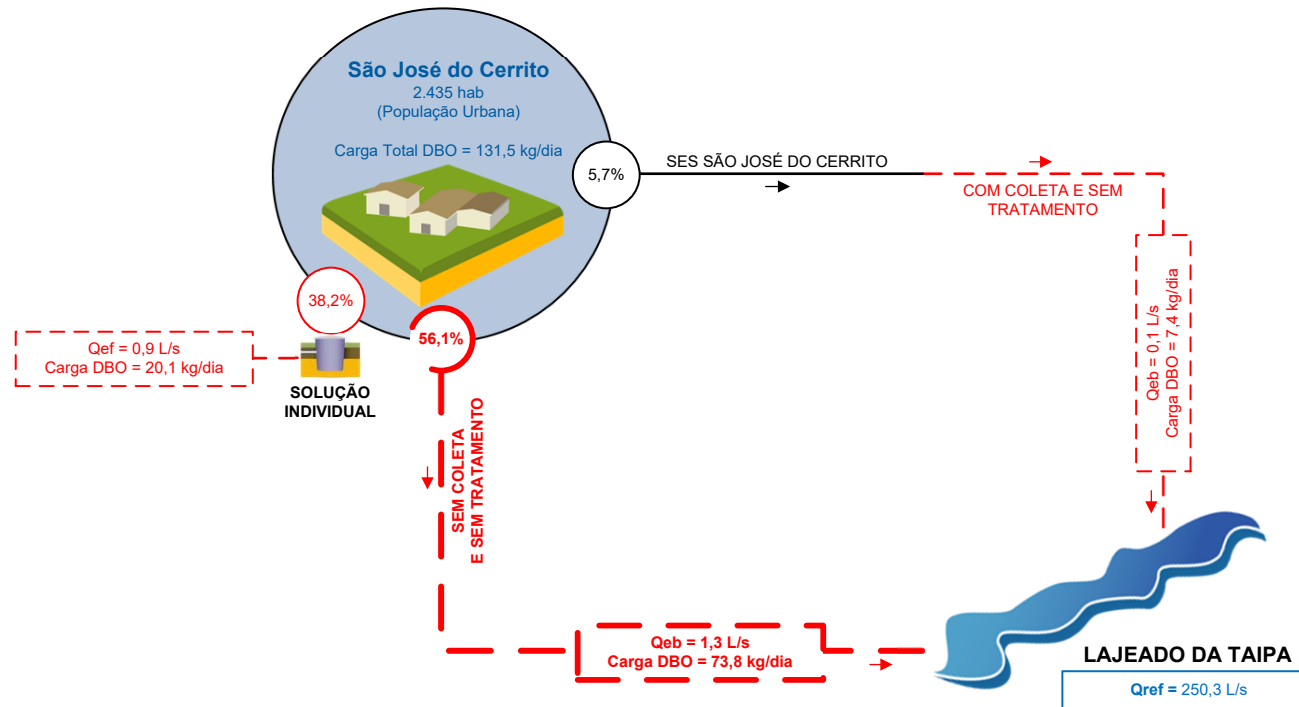 São José do Cerrito
2.435 hab
(População Urbana)
Carga Total DBO = 131,5 kg/dia
5,7%
SES SÃO JOSÉ DO CERRITO
COM COLETA E SEM
TRATAMENTO
Qeb = 0,1 L/s
Carga DBO = 7,4 kg/dia
38,2%
56,1%
Qef = 0,9 L/s
Carga DBO = 20,1 kg/dia
SOLUÇÃO
INDIVIDUAL
SEM COLETA
E SEM TRATAMENTO
Qeb = 1,3 L/s
Carga DBO = 73,8 kg/dia
LAJEADO DA TAIPA
Qref = 250,3 L/s